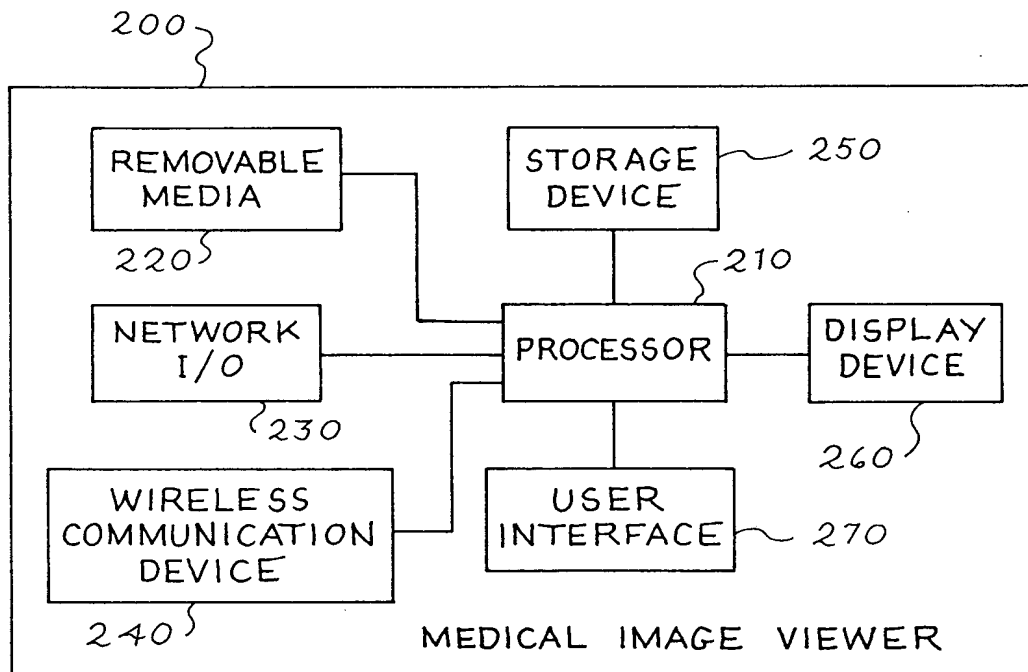 200
REMOVABLE
MEDIA
220
STORAGE
DEVICE
250
210
NETWORK
I/O
230
PROCESSOR
DISPLAY
DEVICE
260
WIRELESS
COMMUNICATION
DEVICE
240
USER
INTERFACE
270
MEDICAL IMAGE VIEWER